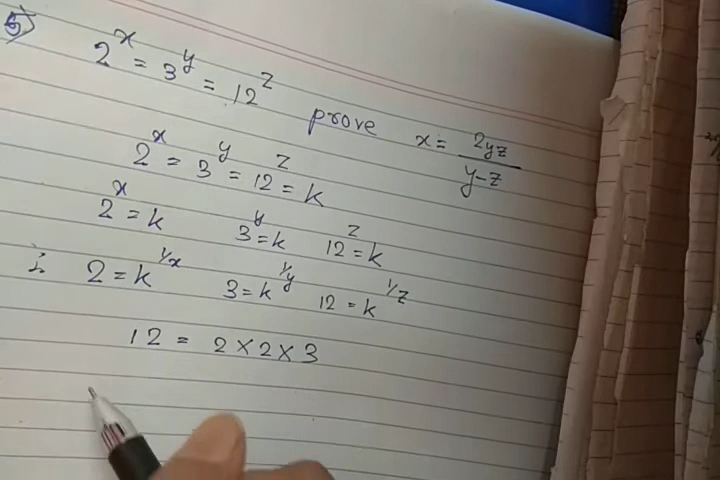 5)
2^x = 3^y = 12^z
prove x = 2yz / y-z
2^x = 3^y = 12^z = k
2^x = k 3^y = k 12^z = k
∴ 2 = k^1/x 3 = k^1/y 12 = k^1/z
12 = 2 × 2 × 3